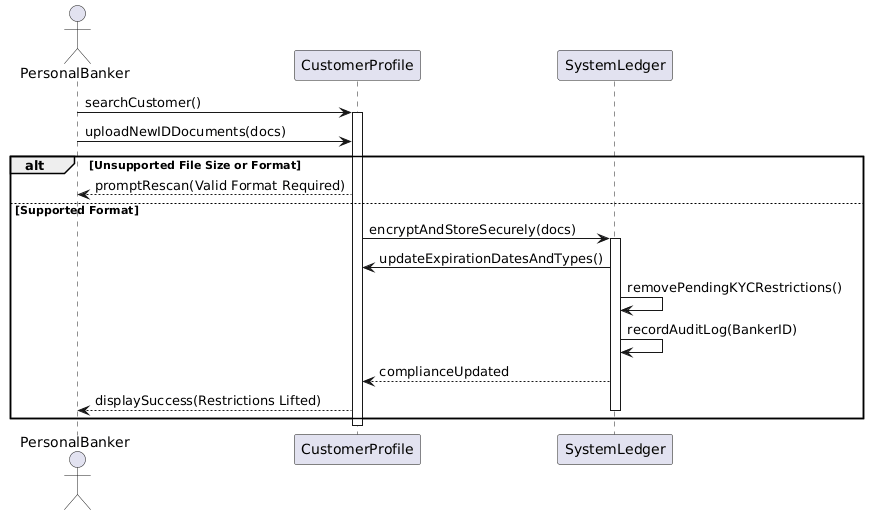 PersonalBanker
CustomerProfile
SystemLedger
searchCustomer()
uploadNewIDDocuments(docs)
alt
[Unsupported File Size or Format]
promptRescan(Valid Format Required)
[Supported Format]
encryptAndStoreSecurely(docs)
updateExpirationDatesAndTypes()
removePendingKYCRestrictions()
recordAuditLog(BankerID)
complianceUpdated
displaySuccess(Restrictions Lifted)
PersonalBanker
CustomerProfile
SystemLedger